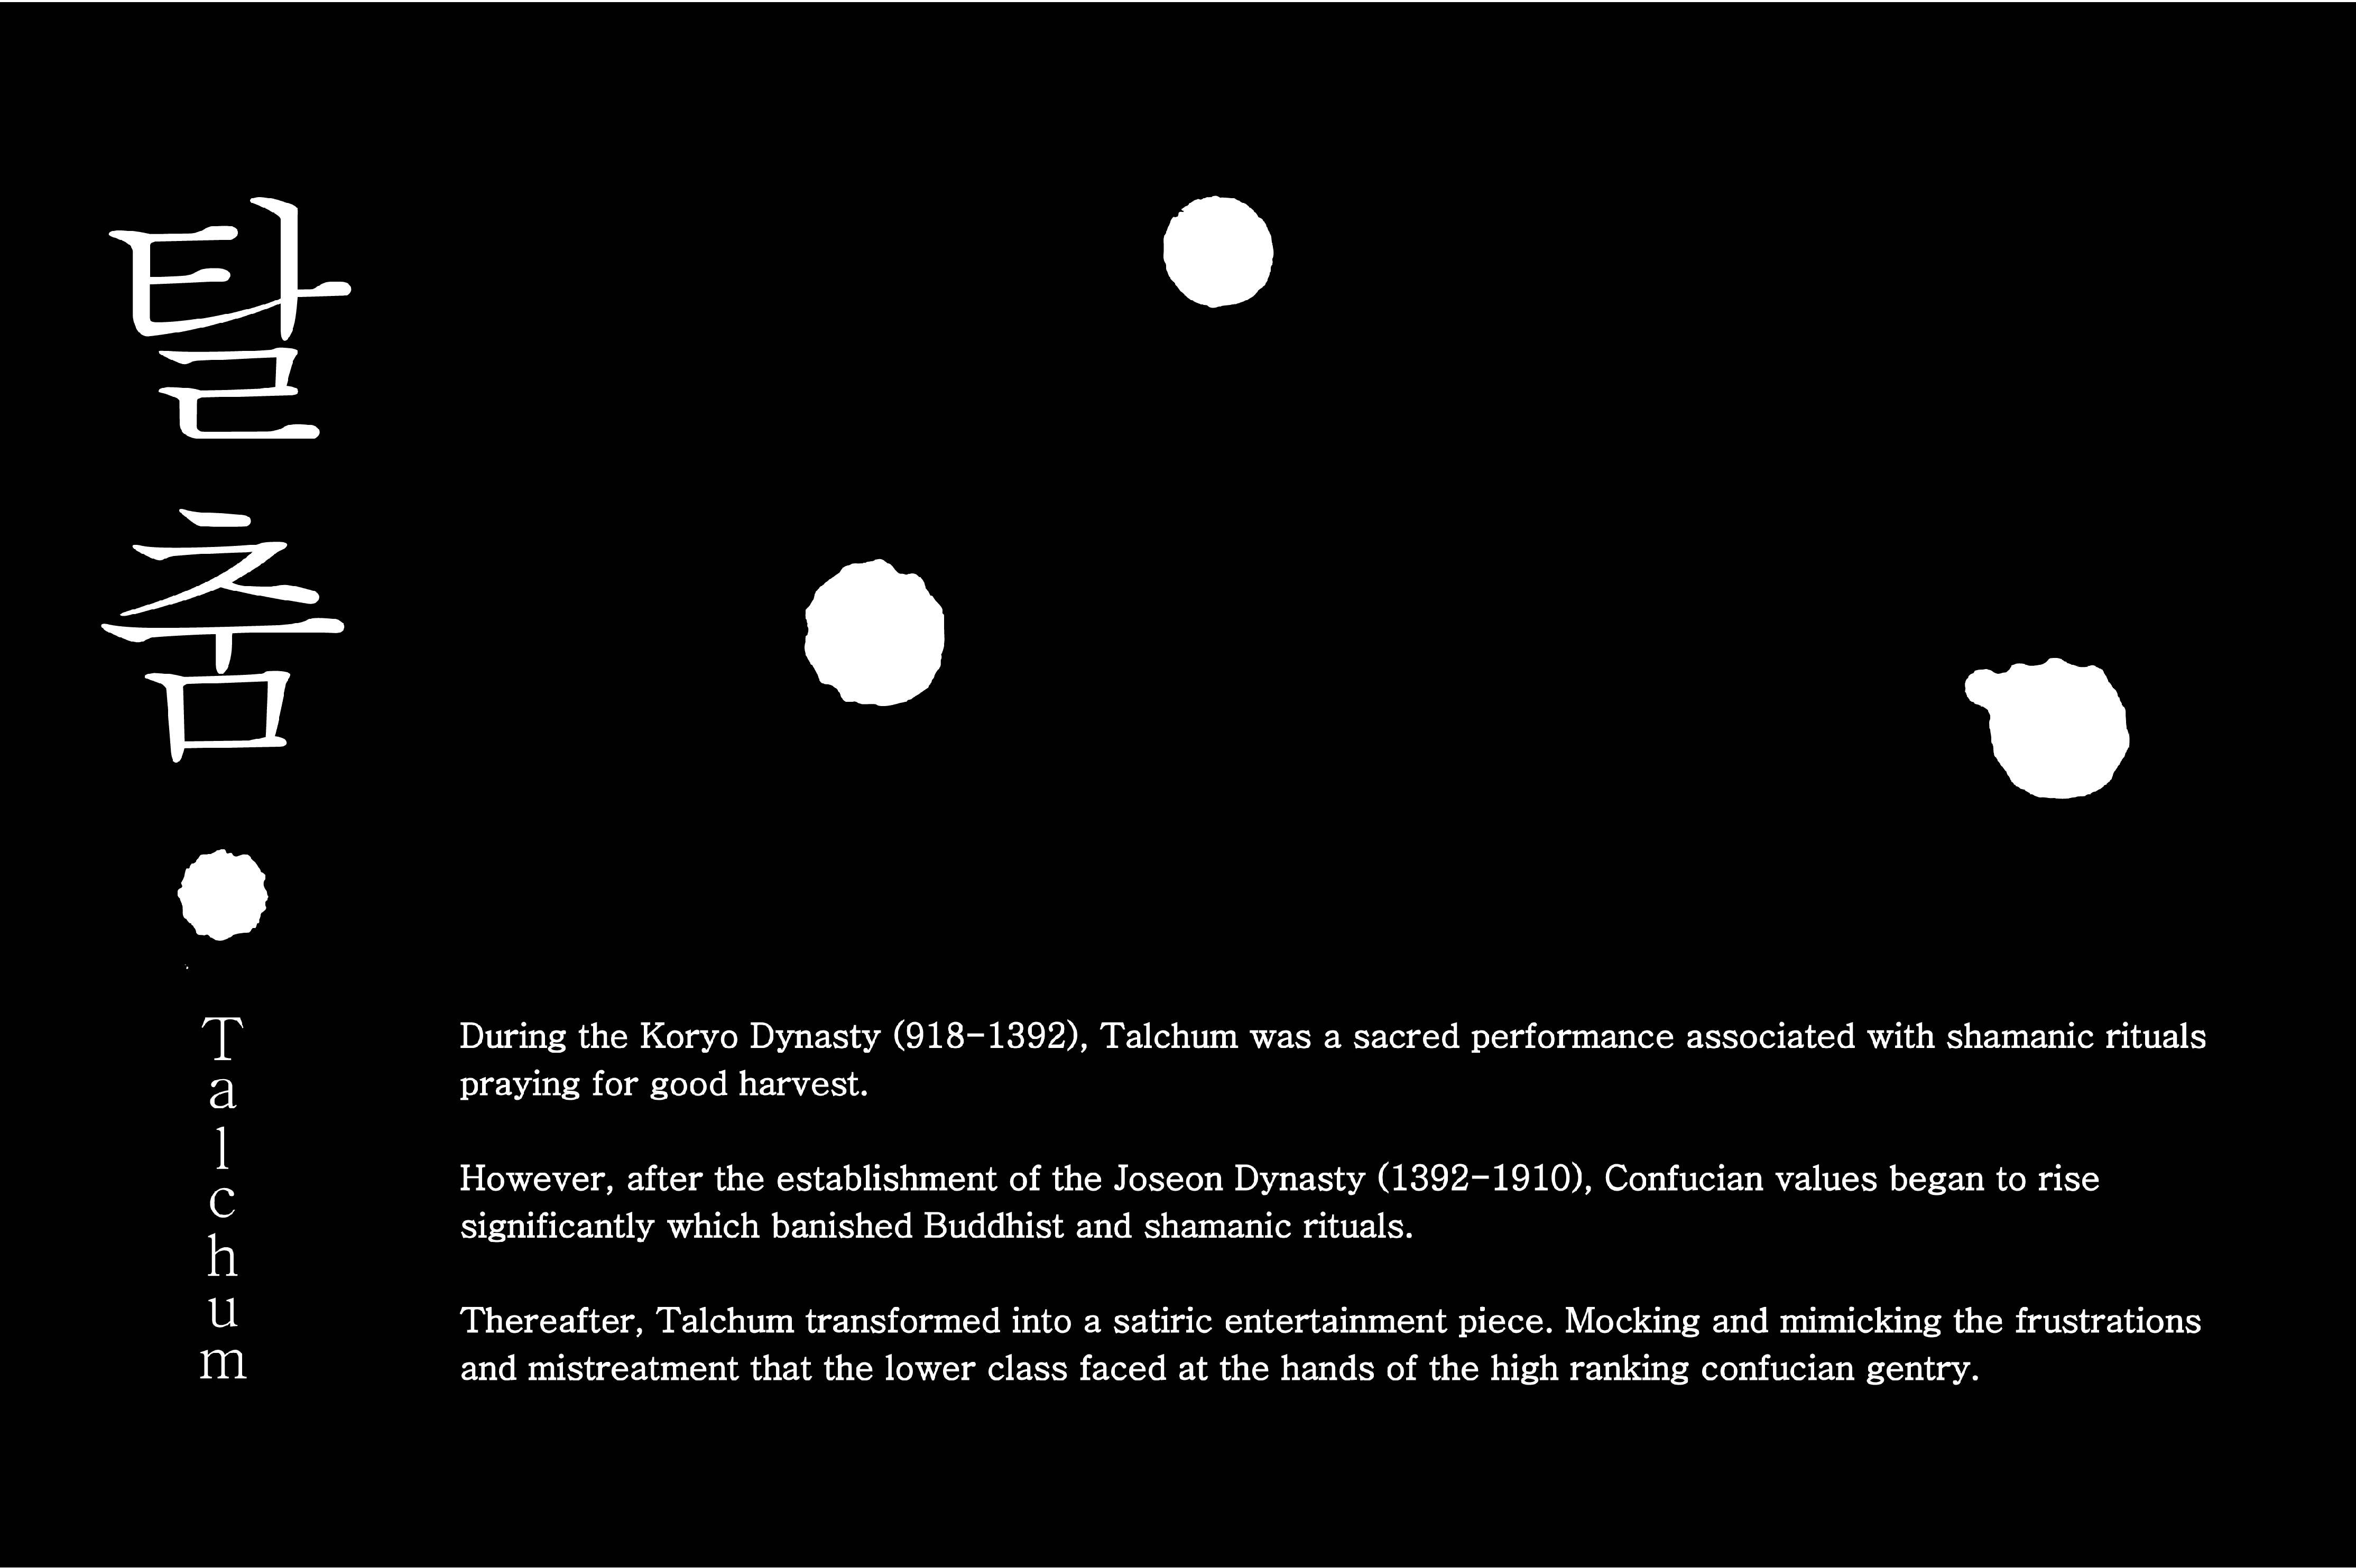 탈춤
Talchum
During the Koryo Dynasty (918-1392), Talchum was a sacred performance associated with shamanic rituals
praying for good harvest.
However, after the establishment of the Joseon Dynasty (1392-1910), Confucian values began to rise
significantly which banished Buddhist and shamanic rituals.
Thereafter, Talchum transformed into a satiric entertainment piece. Mocking and mimicking the frustrations
and mistreatment that the lower class faced at the hands of the high ranking confucian gentry.